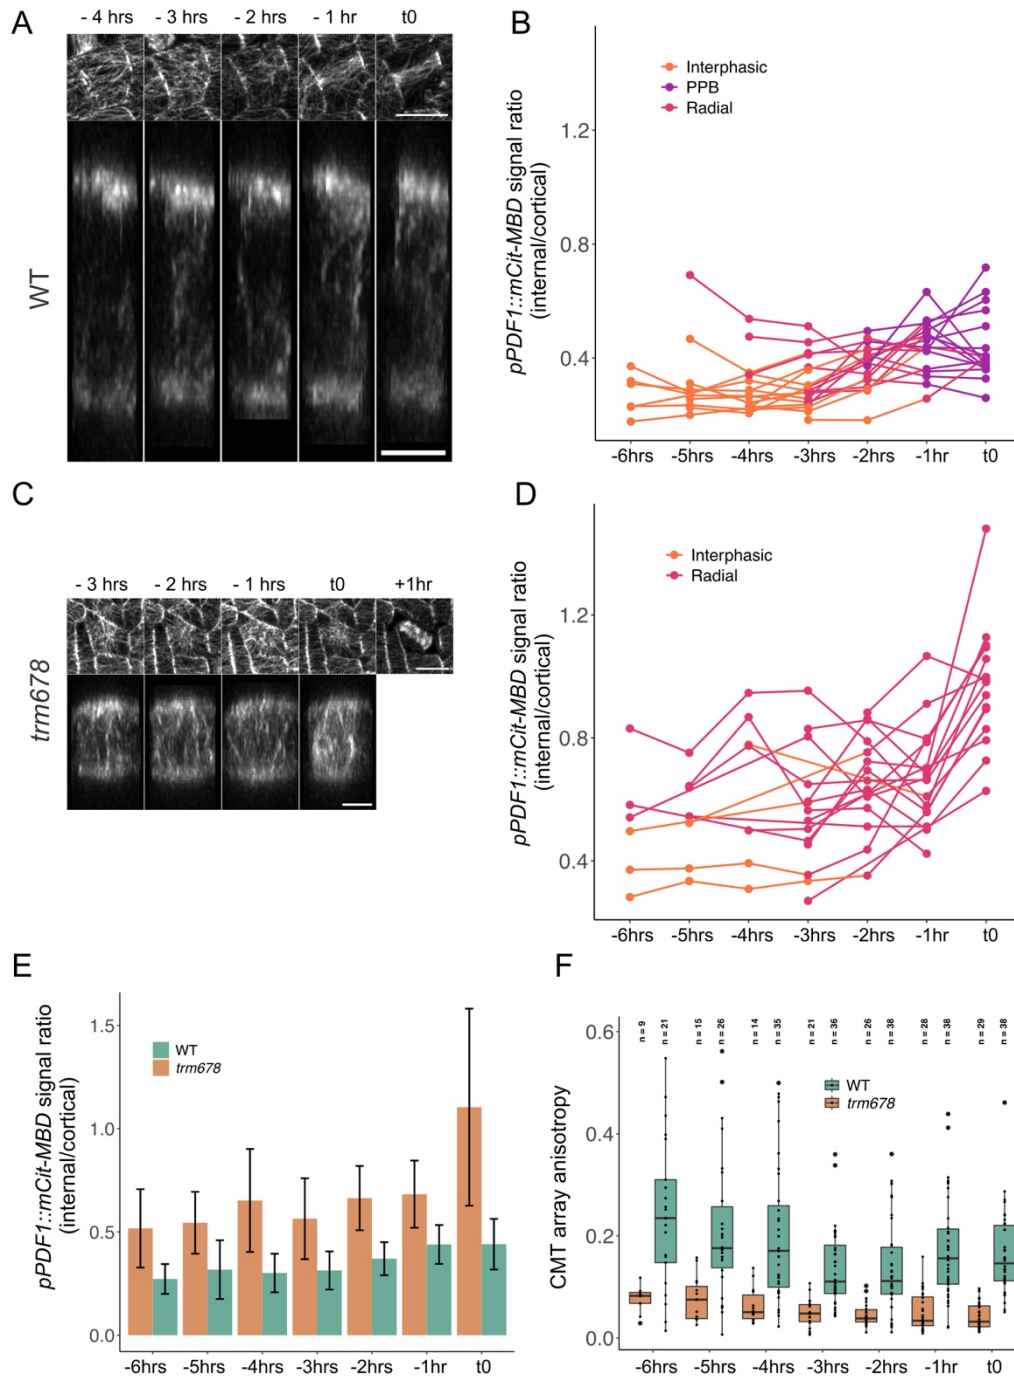 A
- 4 hrs - 3 hrs - 2 hrs - 1 hr t0
WT
B
pPDF1::mCit-MBD signal ratio
(internal/cortical)
Interphasic
PPB
Radial
1.2
0.8
0.4
-6hrs -5hrs -4hrs -3hrs -2hrs -1hr t0
C
- 3 hrs - 2 hrs - 1 hrs t0 +1hr
trm678
D
pPDF1::mCit-MBD signal ratio
(internal/cortical)
Interphasic
Radial
1.2
0.8
0.4
-6hrs -5hrs -4hrs -3hrs -2hrs -1hr t0
E
pPDF1::mCit-MBD signal ratio
(internal/cortical)
1.5
WT
trm678
1.0
0.5
0.0
-6hrs -5hrs -4hrs -3hrs -2hrs -1hr t0
F
CMT array anisotropy
n = 9 n = 21 n = 15 n = 26 n = 14 n = 35 n = 21 n = 36 n = 26 n = 38 n = 28 n = 38 n = 29 n = 38
0.6
WT
trm678
0.4
0.2
0.0
-6hrs -5hrs -4hrs -3hrs -2hrs -1hr t0